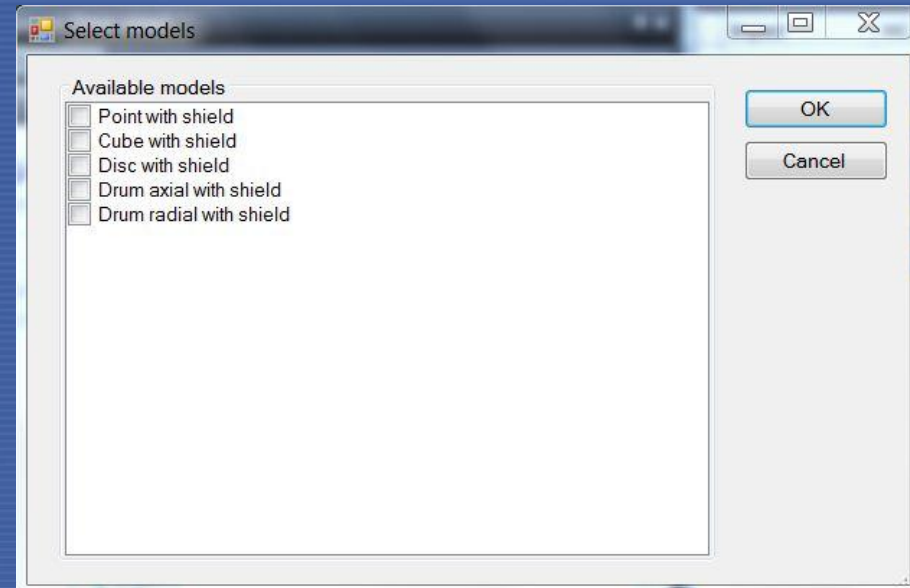 Select models
Available models
Point with shield
Cube with shield
Disc with shield
Drum axial with shield
Drum radial with shield
OK
Cancel